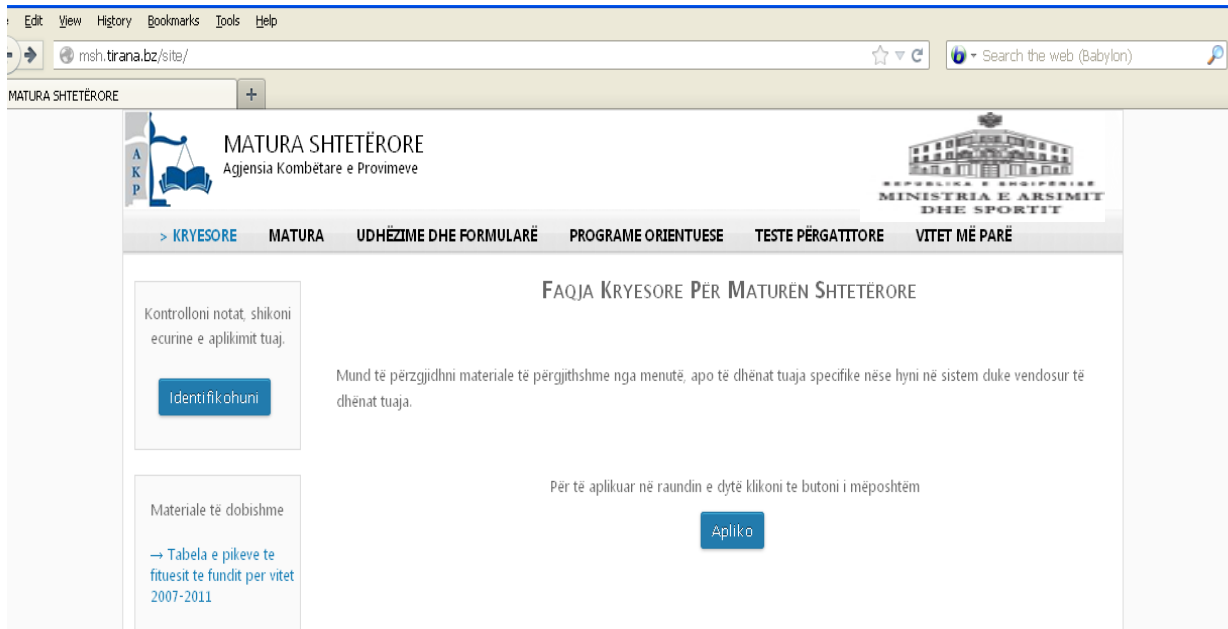 Edit View History Bookmarks Tools Help
msh.tirana.bz/site/
Search the web (Babylon)
MATURA SHTETËRORE
+
A
K
P
MATURA SHTETËRORE
Agjensia Kombëtare e Provimeve
REPUBLIKA E SHQIPËRISË
MINISTRIA E ARSIMIT
DHE SPORTIT
> KRYESORE MATURA UDHËZIME DHE FORMULARË PROGRAME ORIENTUESE TESTE PËRGATITORE VITET MË PARË
Kontrolloni notat, shikoni
ecurine e aplikimit tuaj.
Identifikohuni
Materiale të dobishme
→ Tabela e pikeve te
fituesit te fundit per vitet
2007-2011
FAQJA KRYESORE PËR MATURËN SHTETËRORE
Mund të përzgjidhni materiale të përgjithshme nga menutë, apo të dhënat tuaja specifike nëse hyni në sistem duke vendosur të
dhënat tuaja.
Për të aplikuar në raundin e dytë klikoni te butoni i mëposhtëm
Apliko